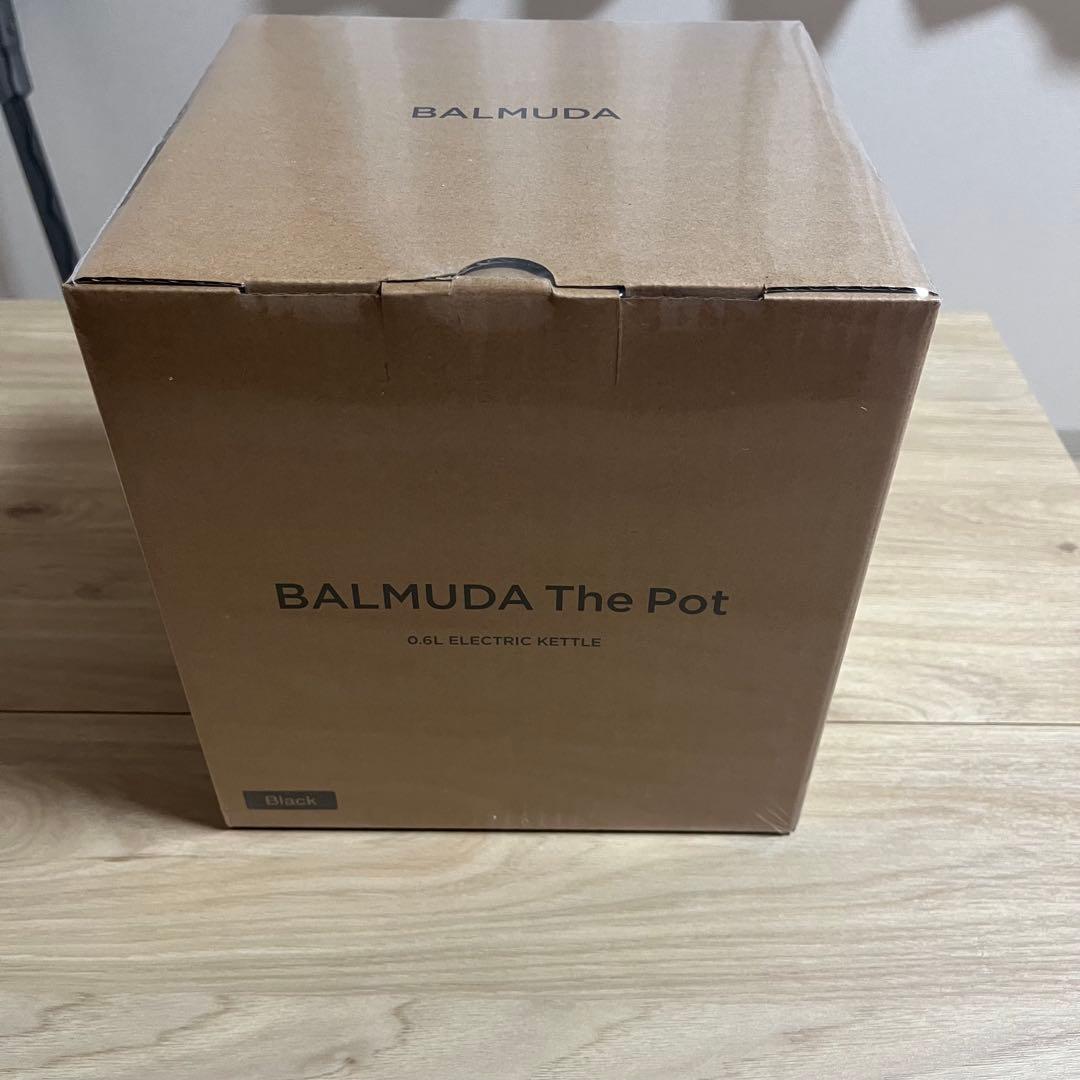 BALMUDA
BALMUDA The Pot
0.6L ELECTRIC KETTLE
Black